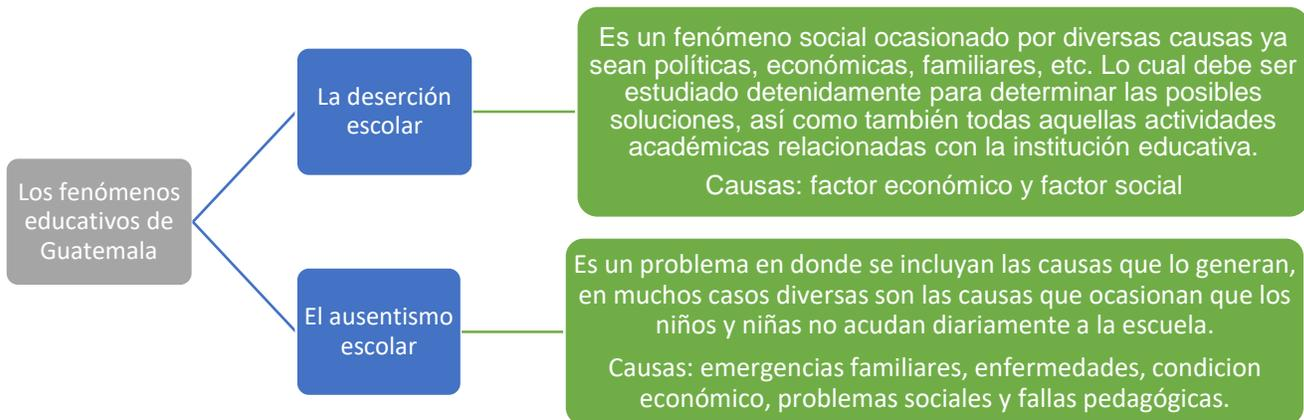 Los fenómenos
educativos de
Guatemala
La deserción
escolar
Es un fenómeno social ocasionado por diversas causas ya
sean políticas, económicas, familiares, etc. Lo cual debe ser
estudiado detenidamente para determinar las posibles
soluciones, así como también todas aquellas actividades
académicas relacionadas con la institución educativa.
Causas: factor económico y factor social
El ausentismo
escolar
Es un problema en donde se incluyan las causas que lo generan,
en muchos casos diversas son las causas que ocasionan que los
niños y niñas no acudan diariamente a la escuela.
Causas: emergencias familiares, enfermedades, condicion
económico, problemas sociales y fallas pedagógicas.